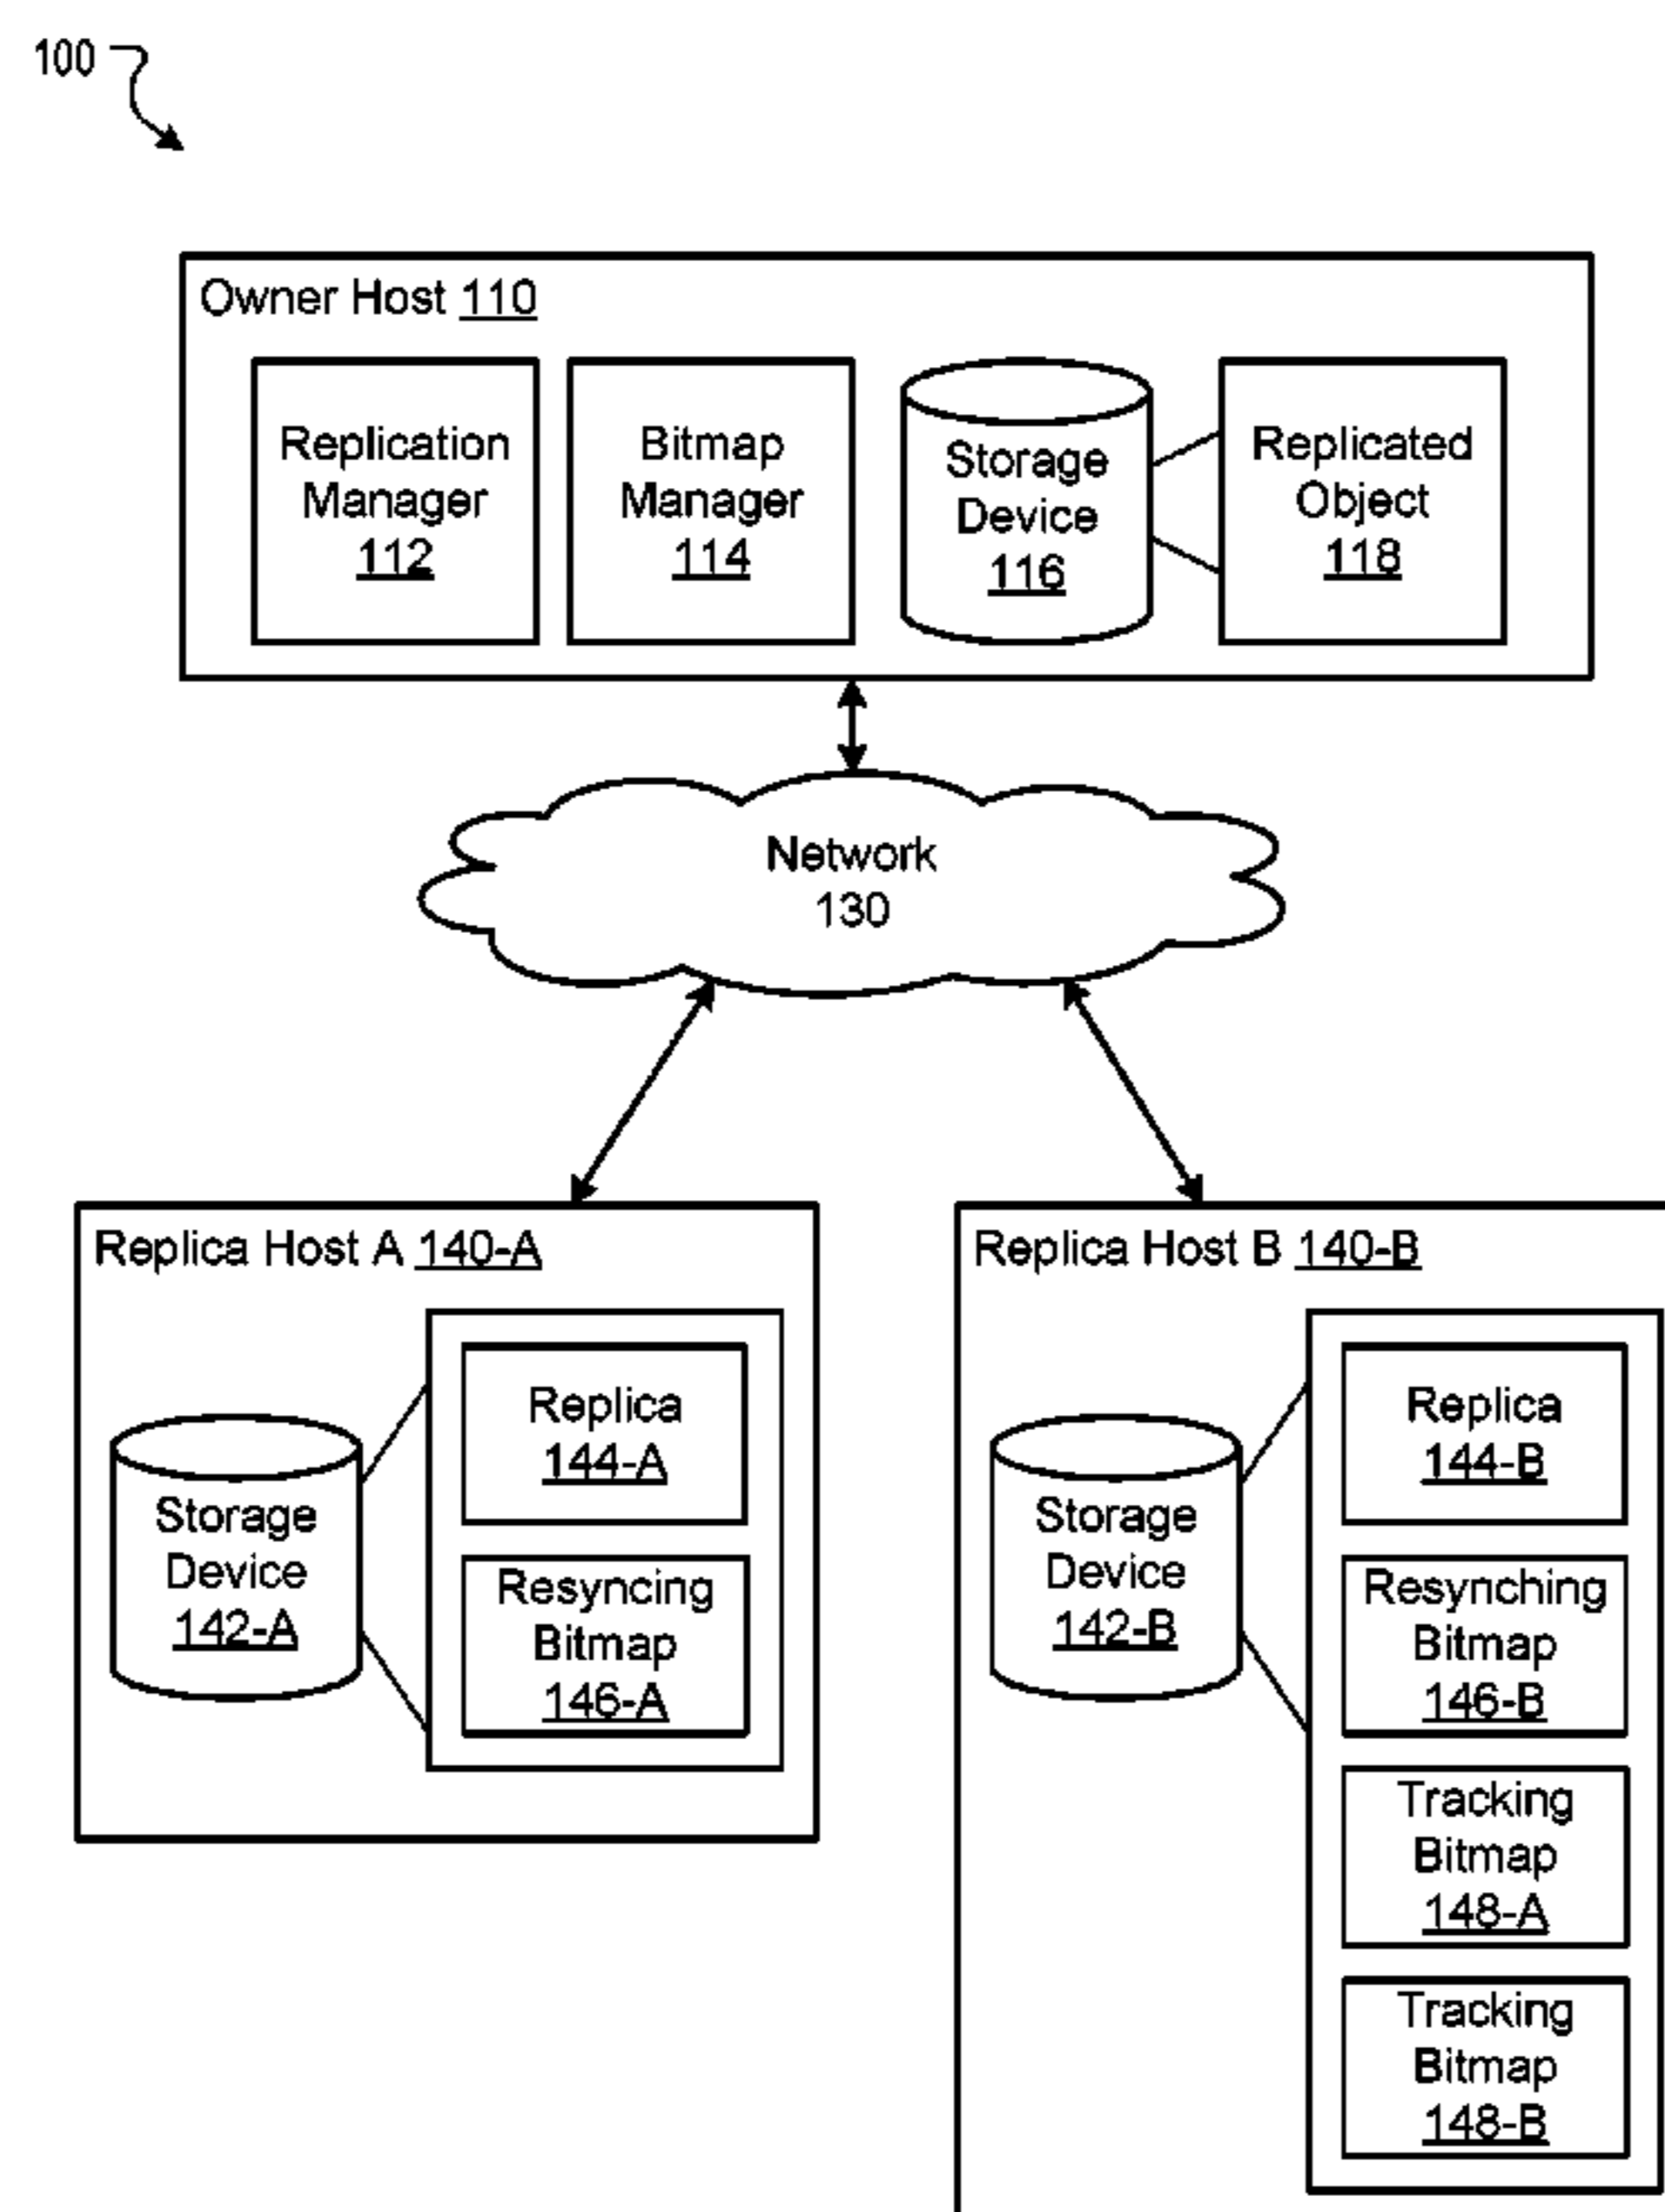 100
Owner Host 110
Replication
Manager
112
Bitmap
Manager
114
Storage
Device
116
Replicated
Object
118
Network
130
Replica Host A 140-A
Storage
Device
142-A
Replica
144-A
Resyncing
Bitmap
146-A
Replica Host B 140-B
Storage
Device
142-B
Replica
144-B
Resynching
Bitmap
146-B
Tracking
Bitmap
148-A
Tracking
Bitmap
148-B